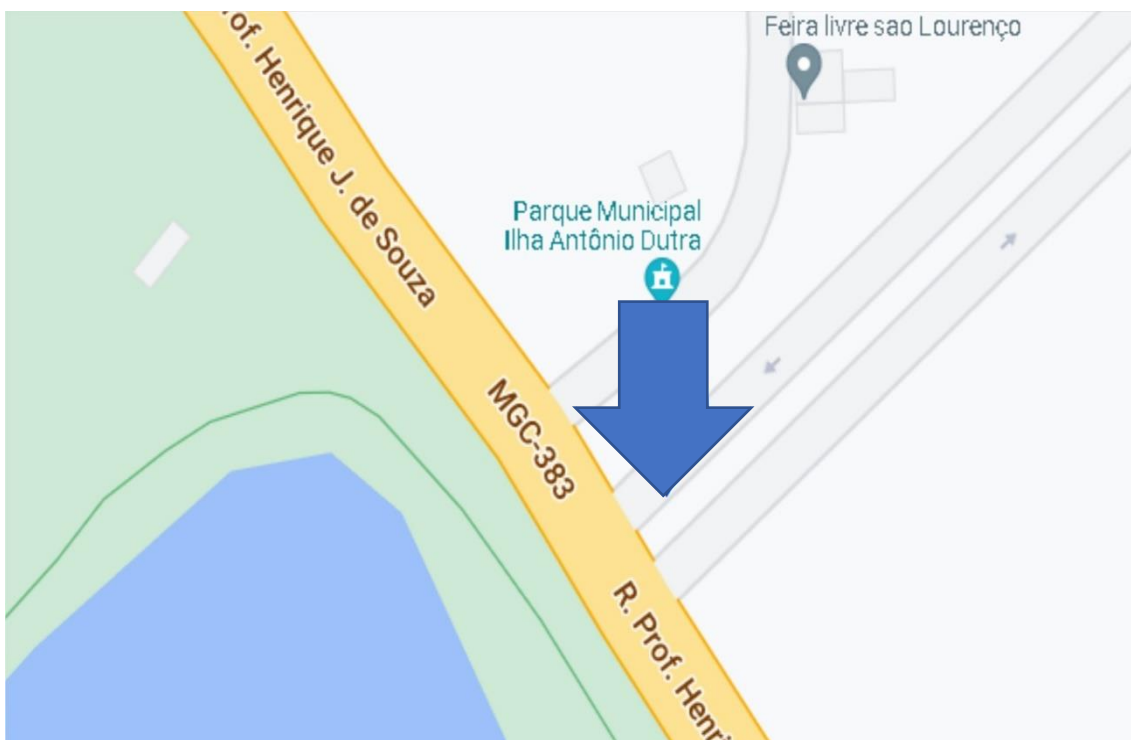 Feira livre sao Lourenço
Prof. Henrique J. de Souza
Parque Municipal
Ilha Antônio Dutra
MGC-383
R. Prof. Henri